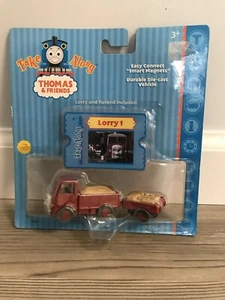 Take Along
THOMAS
& FRIENDS
3+
Easy Connect
"Smart Magnets"
Durable Die-cast
Vehicle
Lorry and flatbed included
Lorry 1